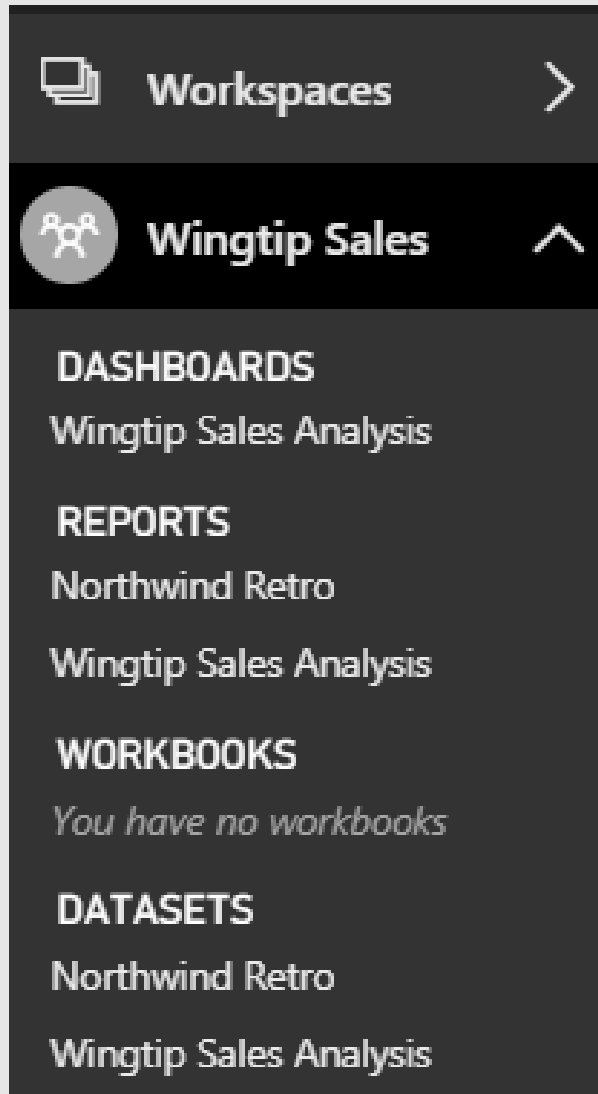 Workspaces
Wingtip Sales
DASHBOARDS
Wingtip Sales Analysis
REPORTS
Northwind Retro
Wingtip Sales Analysis
WORKBOOKS
You have no workbooks
DATASETS
Northwind Retro
Wingtip Sales Analysis